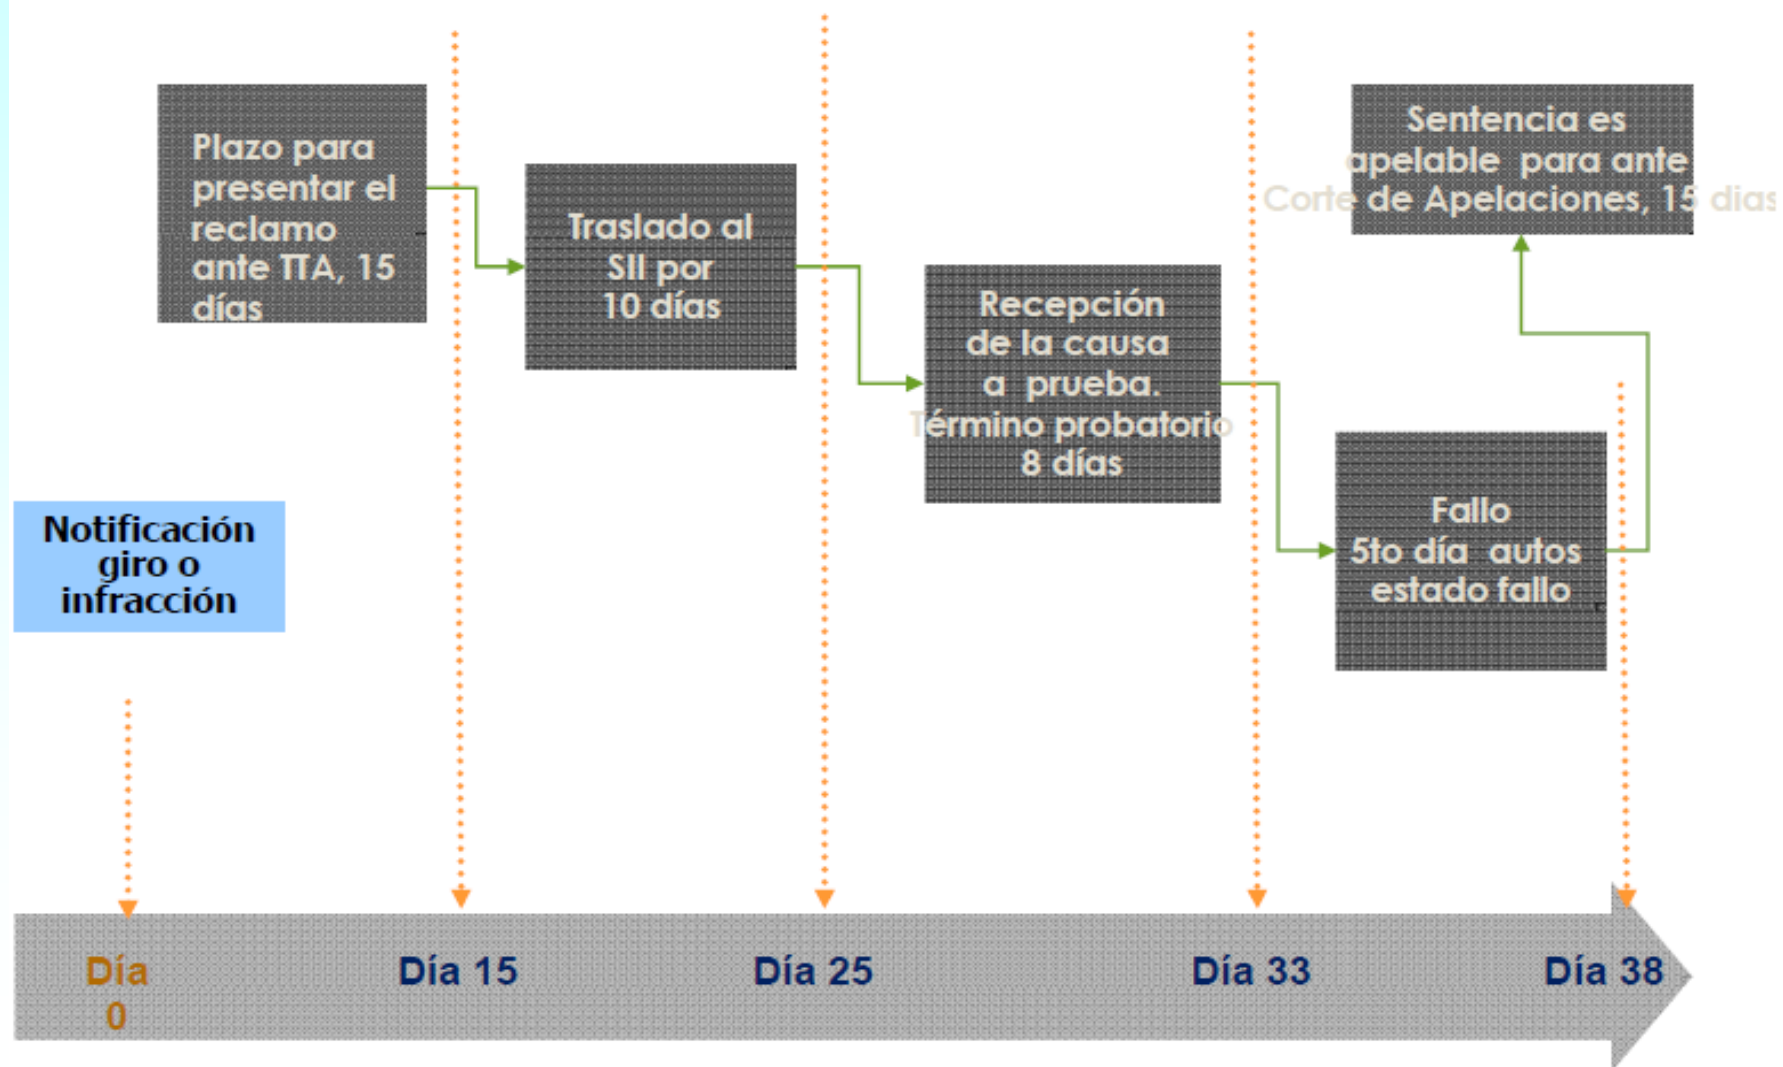 Plazo para
presentar el
reclamo
ante TTA, 15
días
Traslado al
SII por
10 días
Recepción
de la causa
a prueba.
Término probatorio
8 días
Sentencia es
apelable para ante
Corte de Apelaciones, 15 dias
Fallo
5to día autos
estado fallo
Notificación
giro o
infracción
Día
0
Día 15
Día 25
Día 33
Día 38